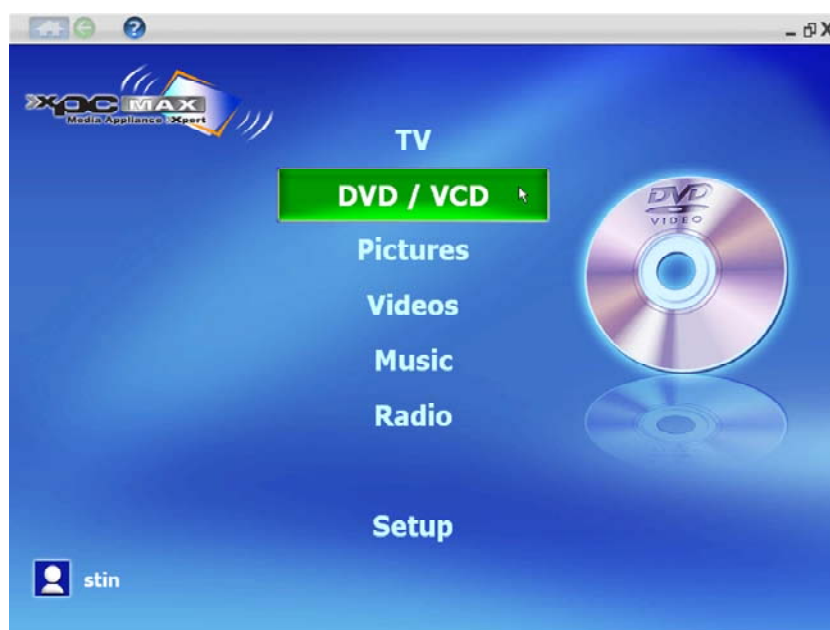 ?
XPC MAX
Media Appliance Xpert
TV
DVD / VCD
DVD
VIDEO
Pictures
Videos
Music
Radio
Setup
stin